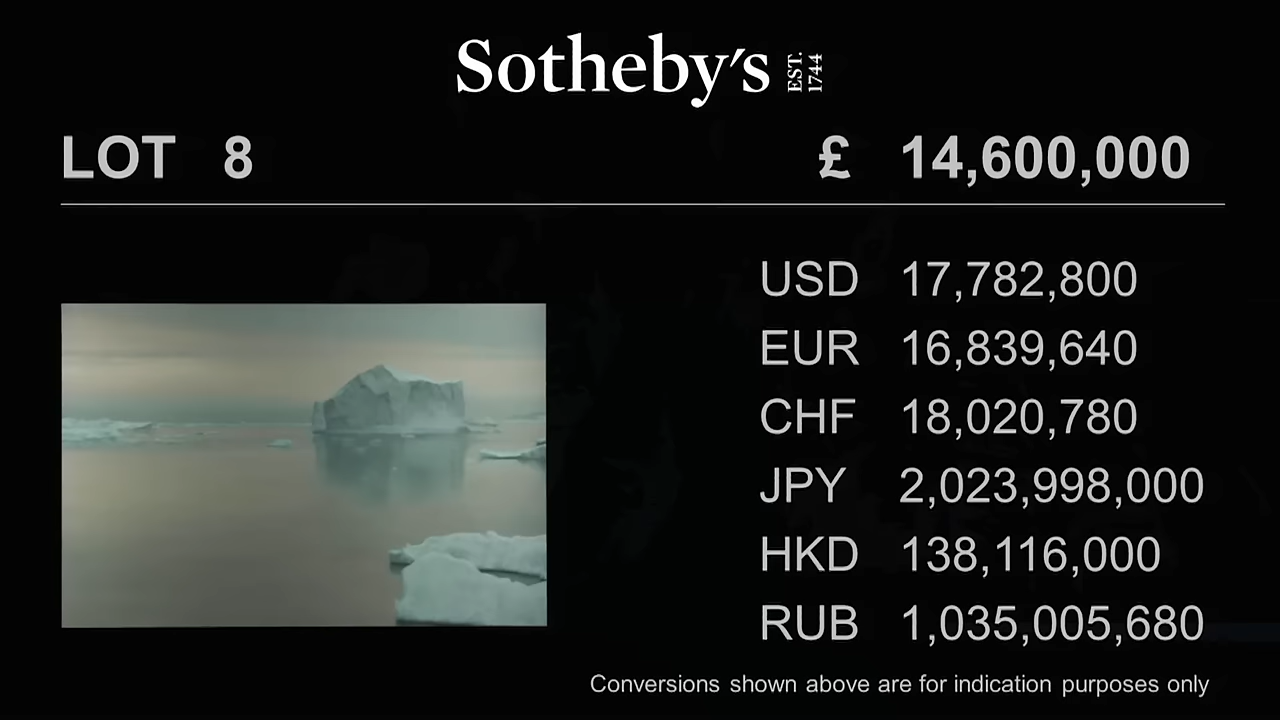 Sotheby's EST. 1744
LOT 8 £ 14,600,000
USD 17,782,800
EUR 16,839,640
CHF 18,020,780
JPY 2,023,998,000
HKD 138,116,000
RUB 1,035,005,680
Conversions shown above are for indication purposes only